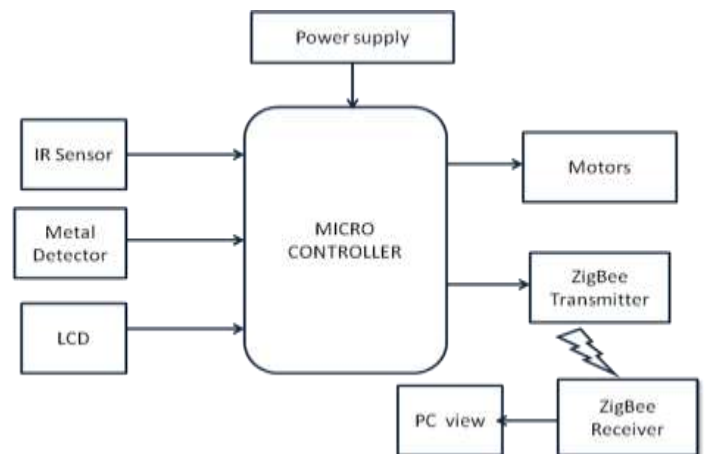 Power supply
IR Sensor
Motors
Metal
Detector
MICRO
CONTROLLER
ZigBee
Transmitter
LCD
PC view
ZigBee
Receiver